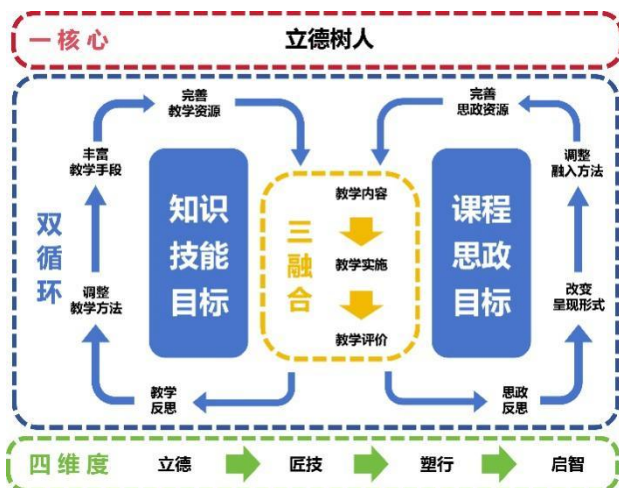 一核心
立德树人
双循环
完善
教学资源
丰富
教学手段
调整
教学方法
教学
反思
知识
技能
目标
三融合
教学内容
教学实施
教学评价
课程
思政
目标
完善
思政资源
调整
融入方法
改变
呈现形式
思政
反思
四维度
立德
匠技
塑行
启智